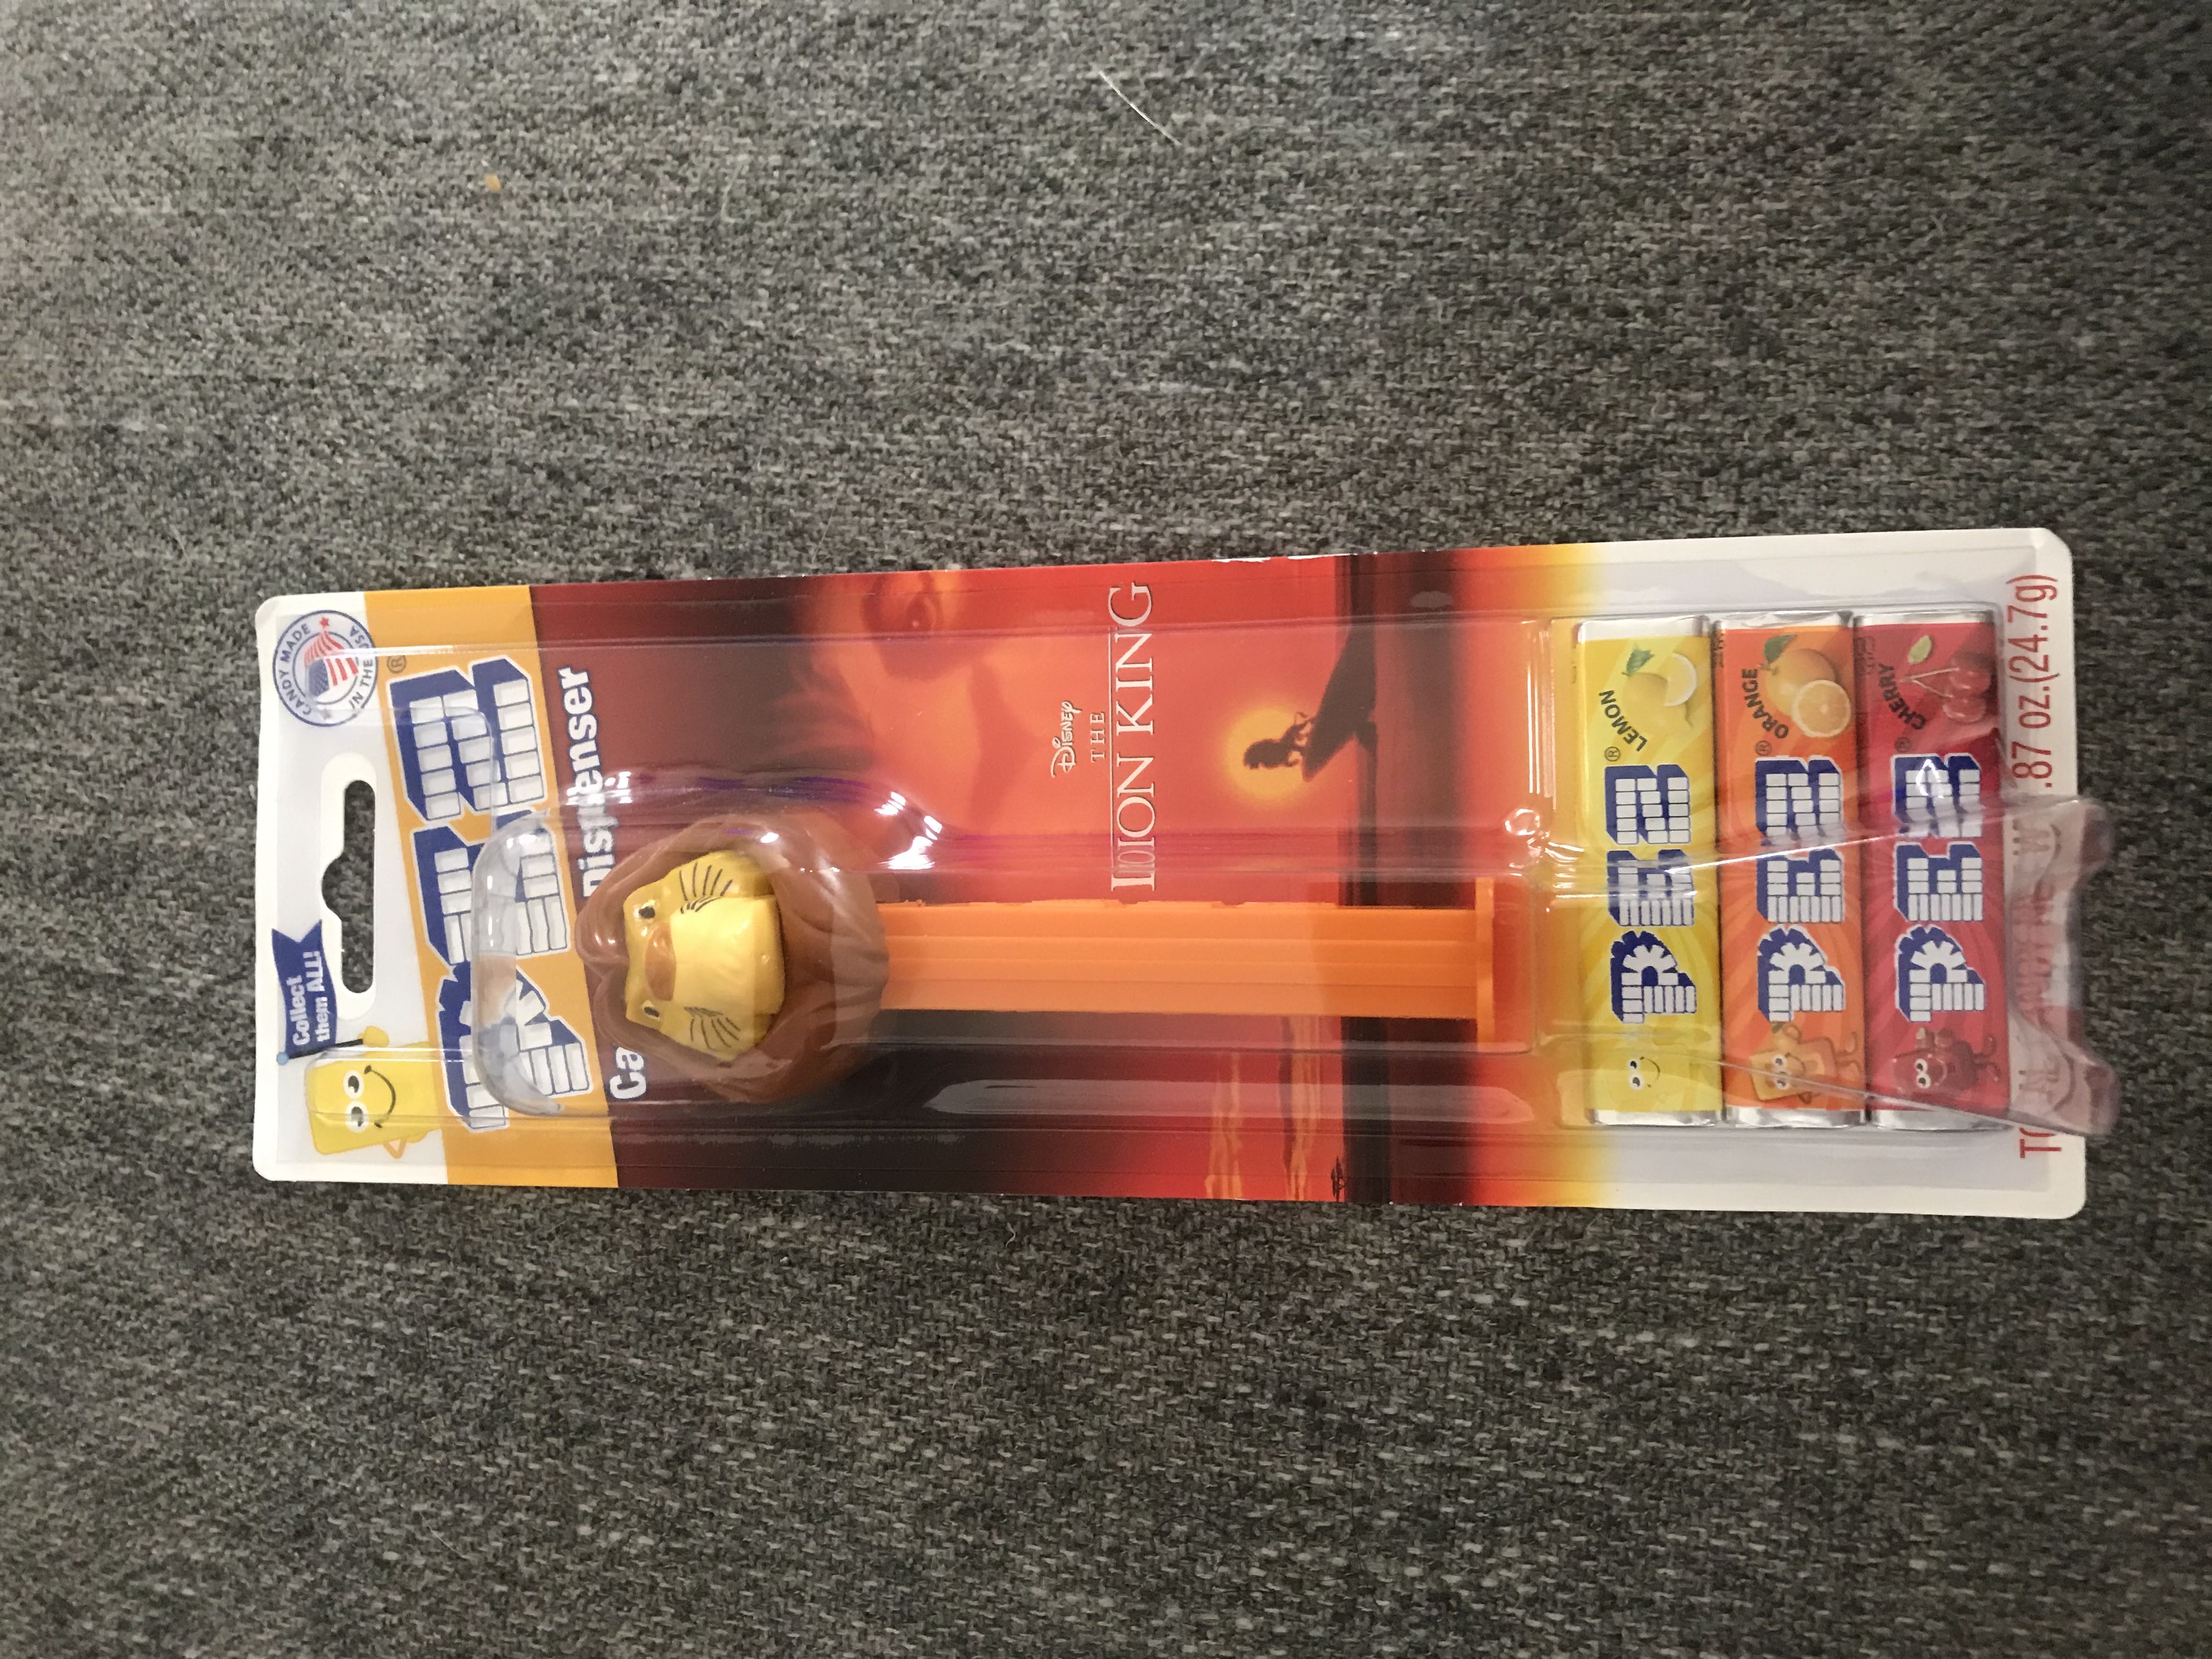 CANDY MADE
IN THE USA
Collect
them ALL!
PEZ®
Disney
THE
LION KING
PEZ® LEMON
PEZ® ORANGE
PEZ® CHERRY
.87 oz.(24.7g)